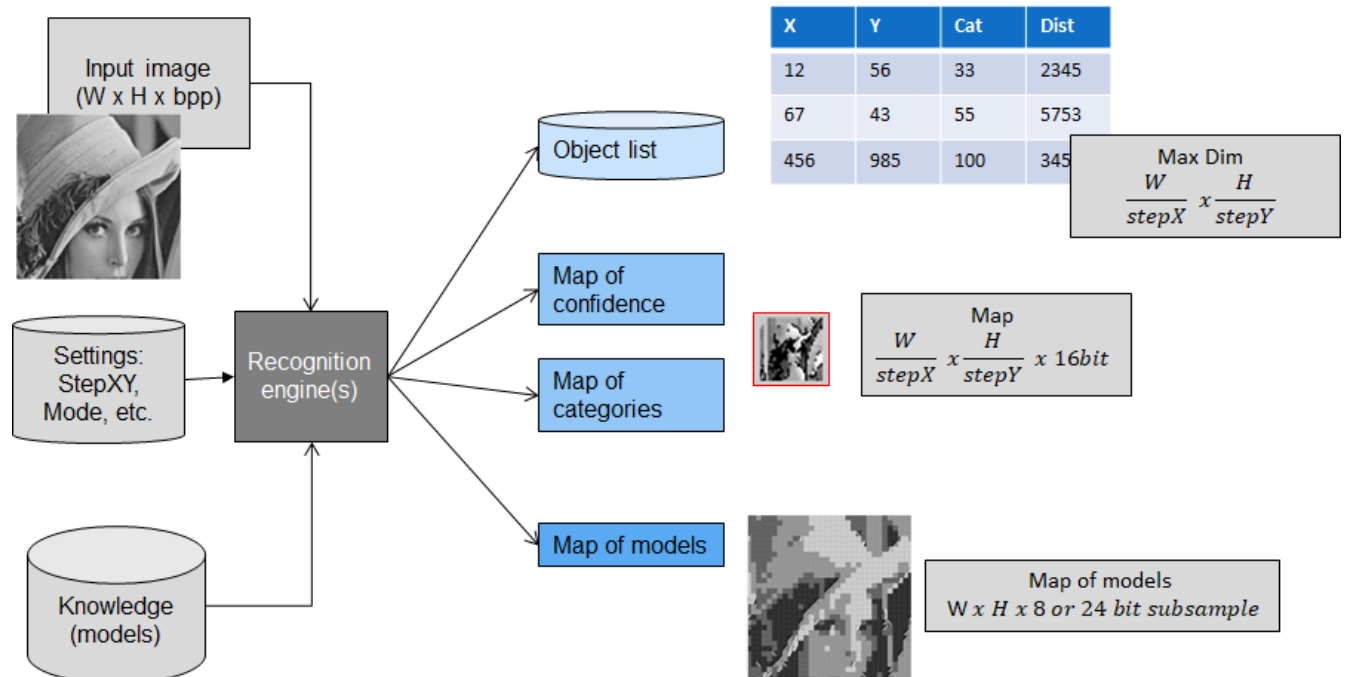 Input image
(W x H x bpp)
Settings:
StepXY,
Mode, etc.
Knowledge
(models)
Recognition
engine(s)
Object list
Map of
confidence
Map of
categories
Map of models
X Y Cat Dist
12 56 33 2345
67 43 55 5753
456 985 100 345
Max Dim
W/stepX x H/stepY
Map
W/stepX x H/stepY x 16bit
Map of models
W x H x 8 or 24 bit subsample